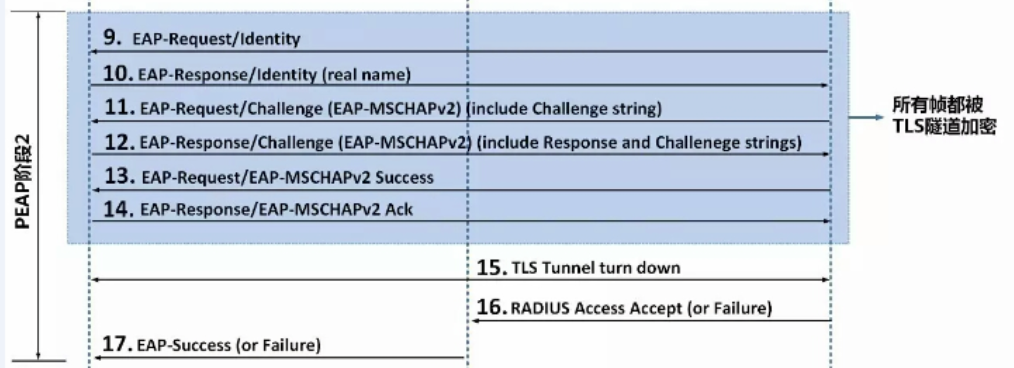 9. EAP-Request/Identity
10. EAP-Response/Identity (real name)
11. EAP-Request/Challenge (EAP-MSCHAPv2) (include Challenge string)
12. EAP-Response/Challenge (EAP-MSCHAPv2) (include Response and Challenege strings)
13. EAP-Request/EAP-MSCHAPv2 Success
14. EAP-Response/EAP-MSCHAPv2 Ack
所有帧都被
TLS隧道加密
PEAP阶段2
15. TLS Tunnel turn down
16. RADIUS Access Accept (or Failure)
17. EAP-Success (or Failure)